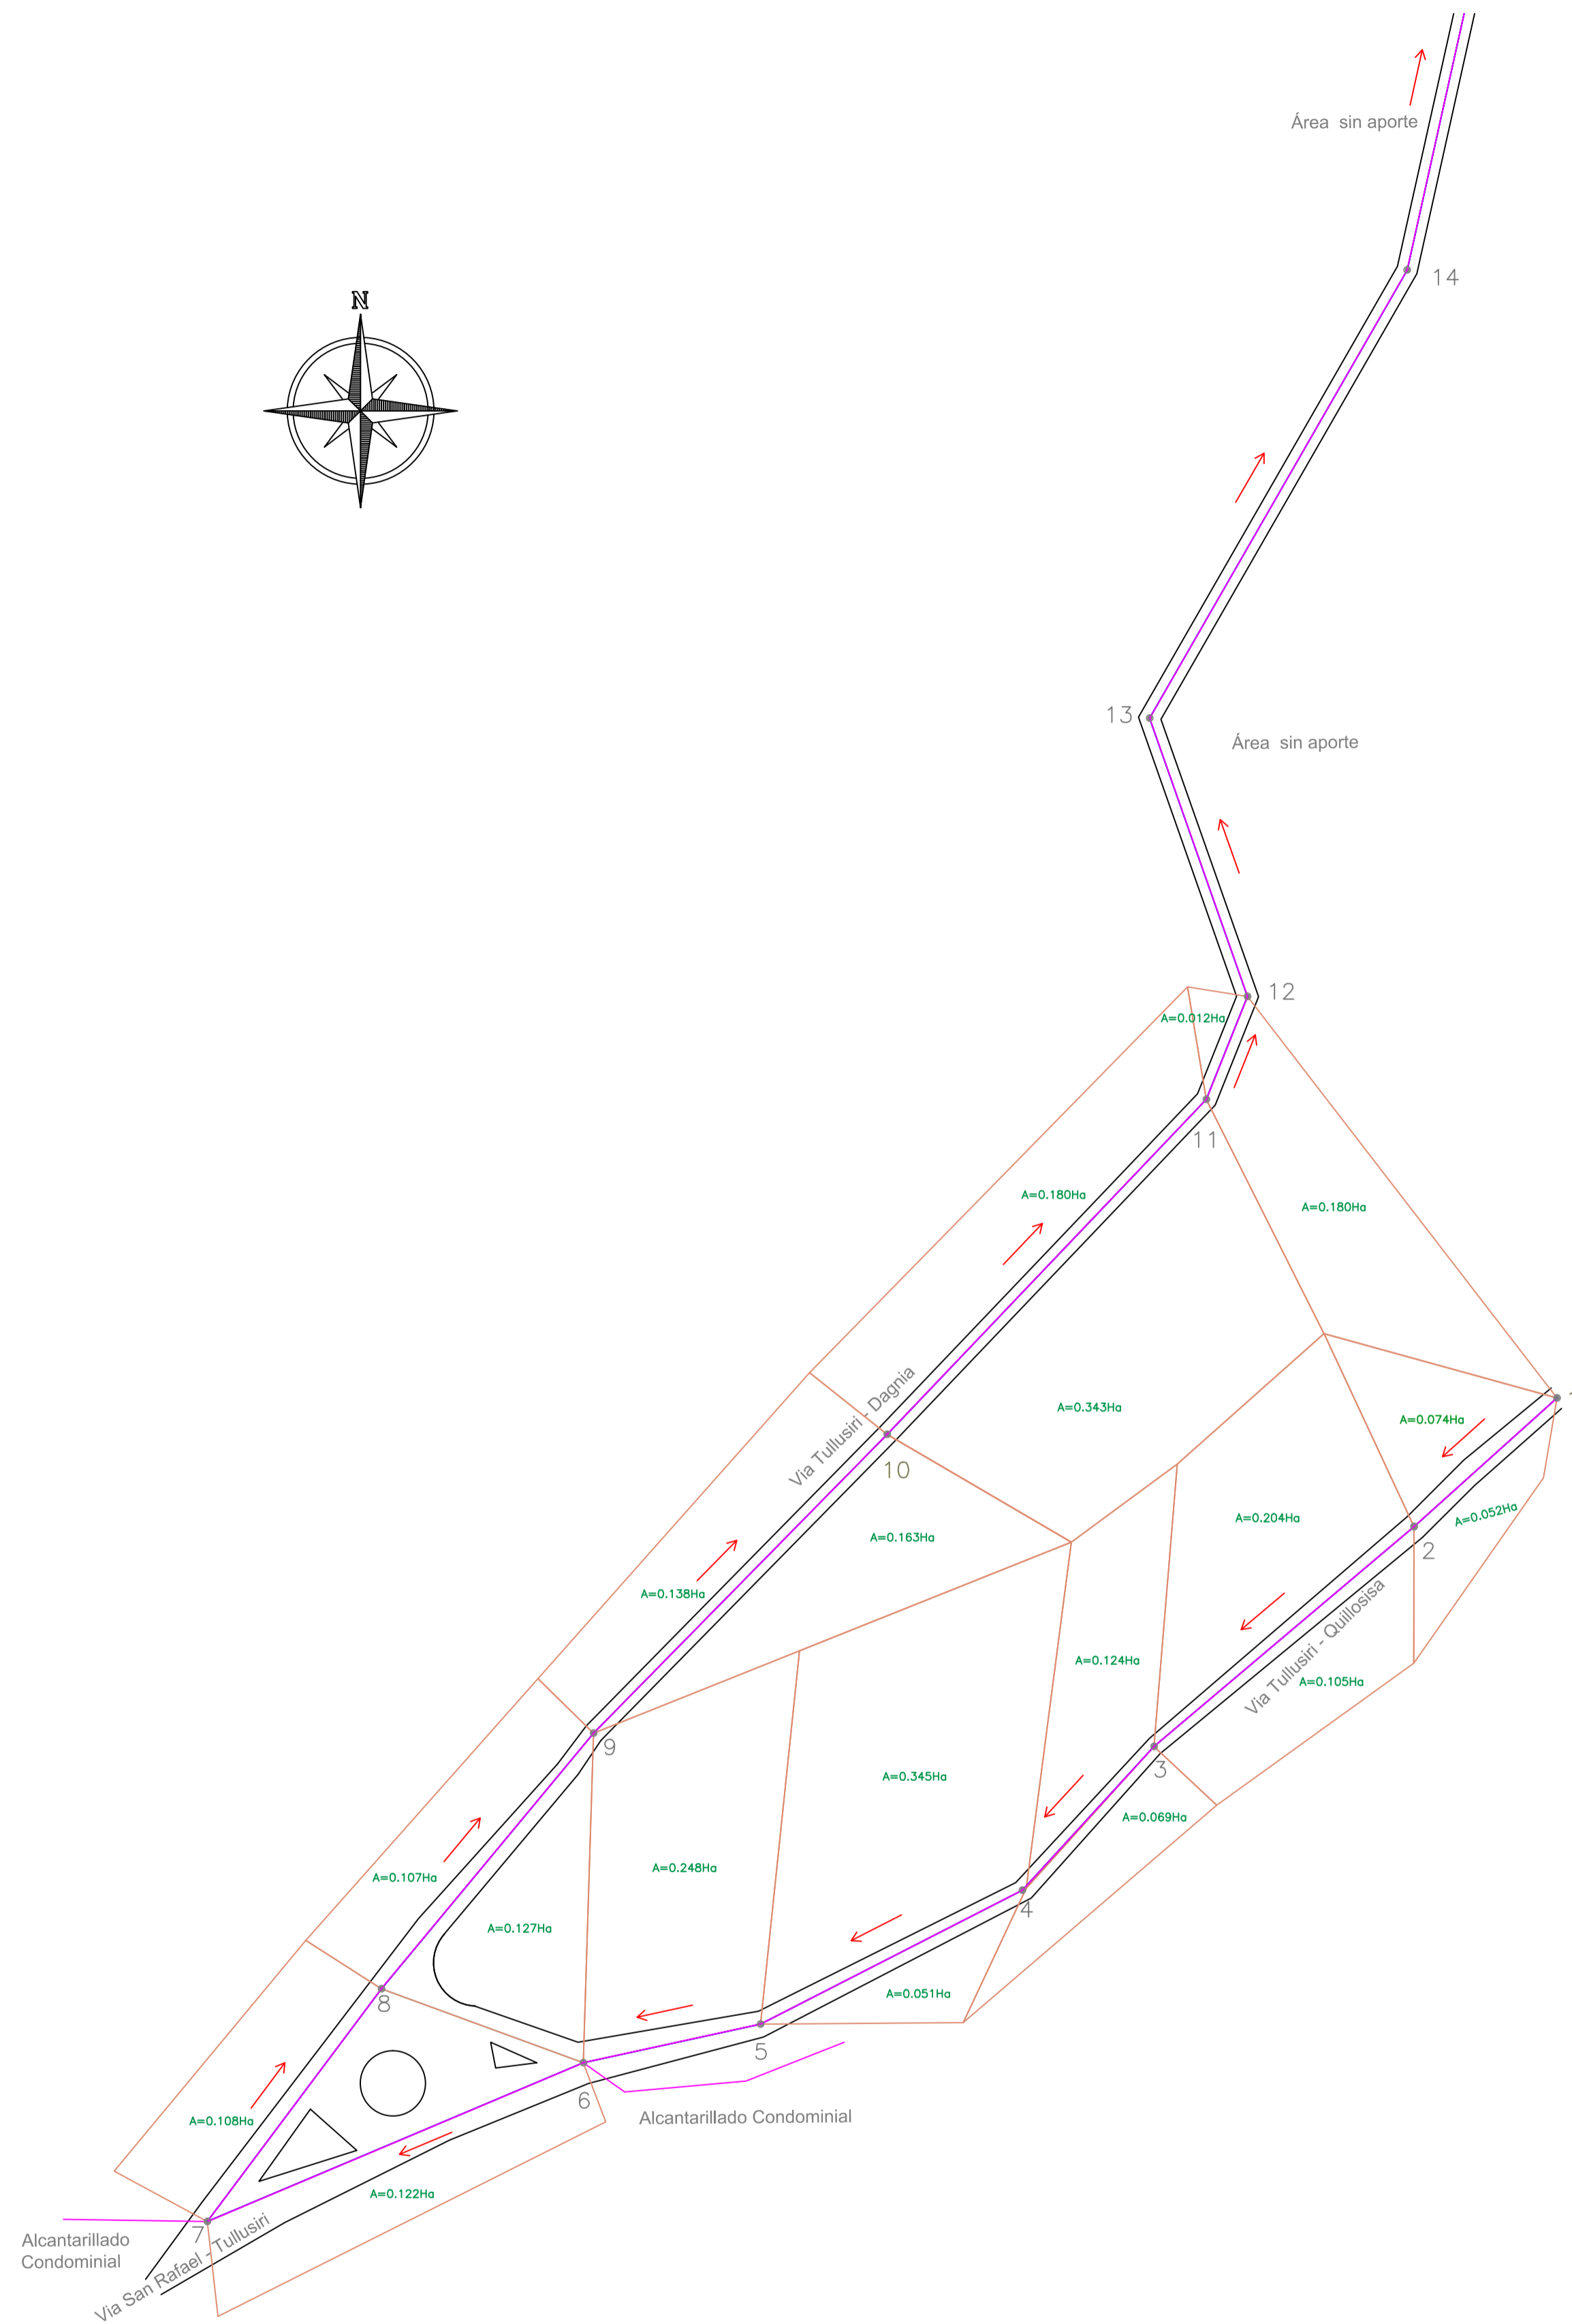 Área  sin aporte
14
N
13
Área  sin aporte
12
A=0.012Ha
11
A=0.180Ha
A=0.180Ha
Via Tullusiri - Dagnia
A=0.343Ha
A=0.074Ha
10
A=0.052Ha
A=0.204Ha
A=0.163Ha
2
A=0.138Ha
Via Tullusiri - Quillosisa
A=0.124Ha
A=0.105Ha
9
3
A=0.345Ha
A=0.069Ha
A=0.248Ha
A=0.107Ha
4
A=0.127Ha
A=0.051Ha
8
5
6
Alcantarillado Condominial
A=0.108Ha
A=0.122Ha
7
Alcantarillado
Condominial
Via San Rafael - Tullusiri